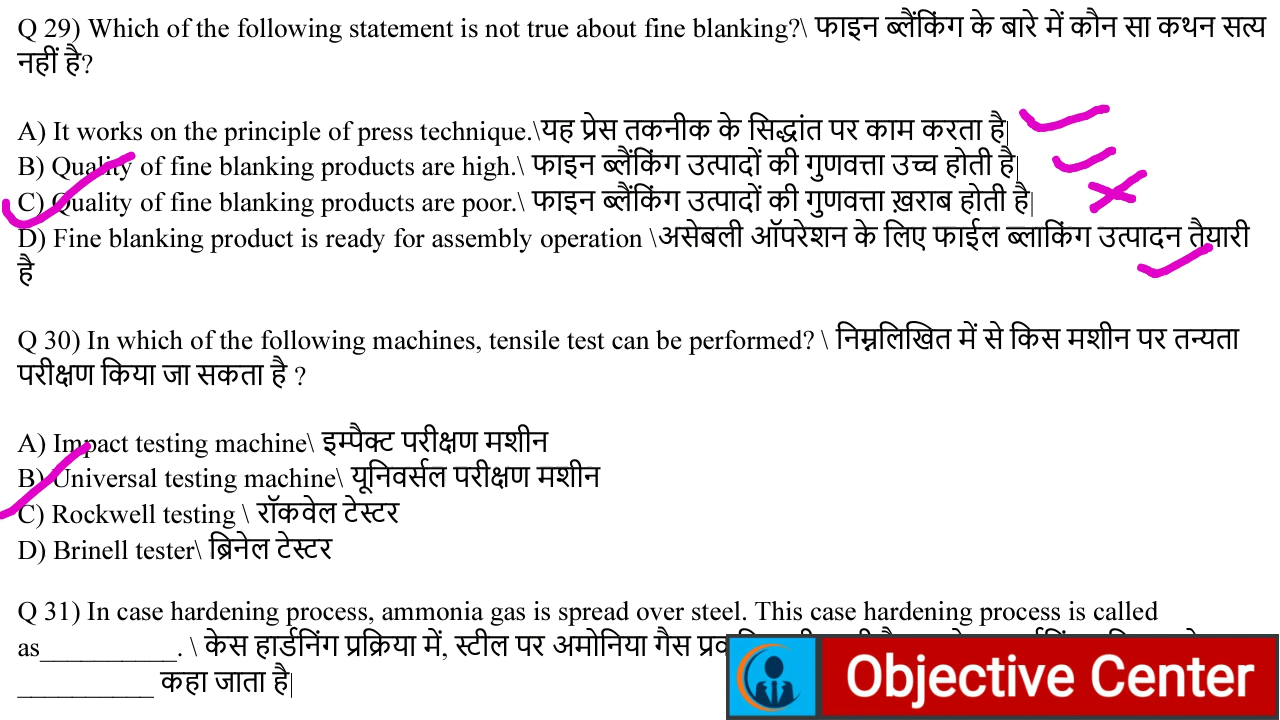 Q 29) Which of the following statement is not true about fine blanking?\ फाइन ब्लैंकिंग के बारे में कौन सा कथन सत्य
नहीं है?
A) It works on the principle of press technique.\यह प्रेस तकनीक के सिद्धांत पर काम करता है|
B) Quality of fine blanking products are high.\ फाइन ब्लैंकिंग उत्पादों की गुणवत्ता उच्च होती है|
C) Quality of fine blanking products are poor.\ फाइन ब्लैंकिंग उत्पादों की गुणवत्ता ख़राब होती है|
D) Fine blanking product is ready for assembly operation \असेबली ऑपरेशन के लिए फाईल ब्लाकिंग उत्पादन तैयारी
है
Q 30) In which of the following machines, tensile test can be performed? \ निम्नलिखित में से किस मशीन पर तन्यता
परीक्षण किया जा सकता है ?
A) Impact testing machine\ इम्पैक्ट परीक्षण मशीन
B) Universal testing machine\ यूनिवर्सल परीक्षण मशीन
C) Rockwell testing \ रॉकवेल टेस्टर
D) Brinell tester\ ब्रिनेल टेस्टर
Q 31) In case hardening process, ammonia gas is spread over steel. This case hardening process is called
as__________. \ केस हार्डनिंग प्रक्रिया में, स्टील पर अमोनिया गैस
__________ कहा जाता है|
Objective Center